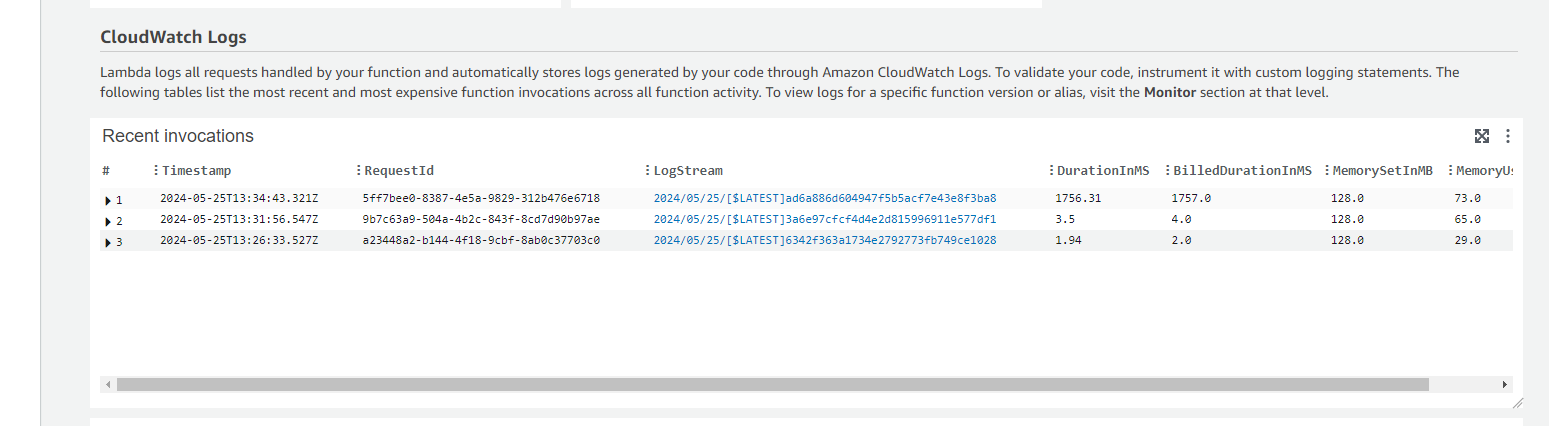 CloudWatch Logs
Lambda logs all requests handled by your function and automatically stores logs generated by your code through Amazon CloudWatch Logs. To validate your code, instrument it with custom logging statements. The
following tables list the most recent and most expensive function invocations across all function activity. To view logs for a specific function version or alias, visit the Monitor section at that level.
Recent invocations
# Timestamp RequestId LogStream DurationInMS BilledDurationInMS MemorySetInMB MemoryUs
1 2024-05-25T13:34:43.321Z 5ff7bee0-8387-4e5a-9829-312b476e6718 2024/05/25/[$LATEST]ad6a886d604947f5b5acf7e43e8f3ba8 1756.31 1757.0 128.0 73.0
2 2024-05-25T13:31:56.547Z 9b7c63a9-504a-4b2c-843f-8cd7d90b97ae 2024/05/25/[$LATEST]3a6e97cfcf4d4e2d815996911e577df1 3.5 4.0 128.0 65.0
3 2024-05-25T13:26:33.527Z a23448a2-b144-4f18-9cbf-8ab0c37703c0 2024/05/25/[$LATEST]6342f363a1734e2792773fb749ce1028 1.94 2.0 128.0 29.0